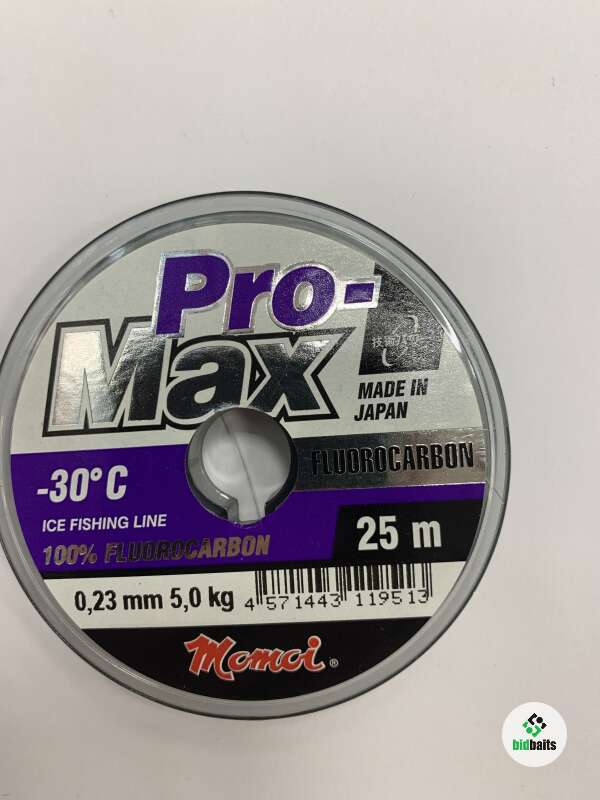 Pro-
Max
MADE IN
JAPAN
FLUOROCARBON
-30°C
ICE FISHING LINE
100% FLUOROCARBON
25 m
0,23 mm 5,0 kg
4 571443 119513
Momoi ®
bidbaits